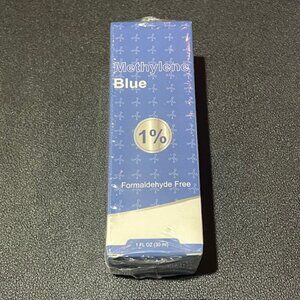 Methylene
Blue
1%
Formaldehyde Free
1 FL OZ (30 ml)